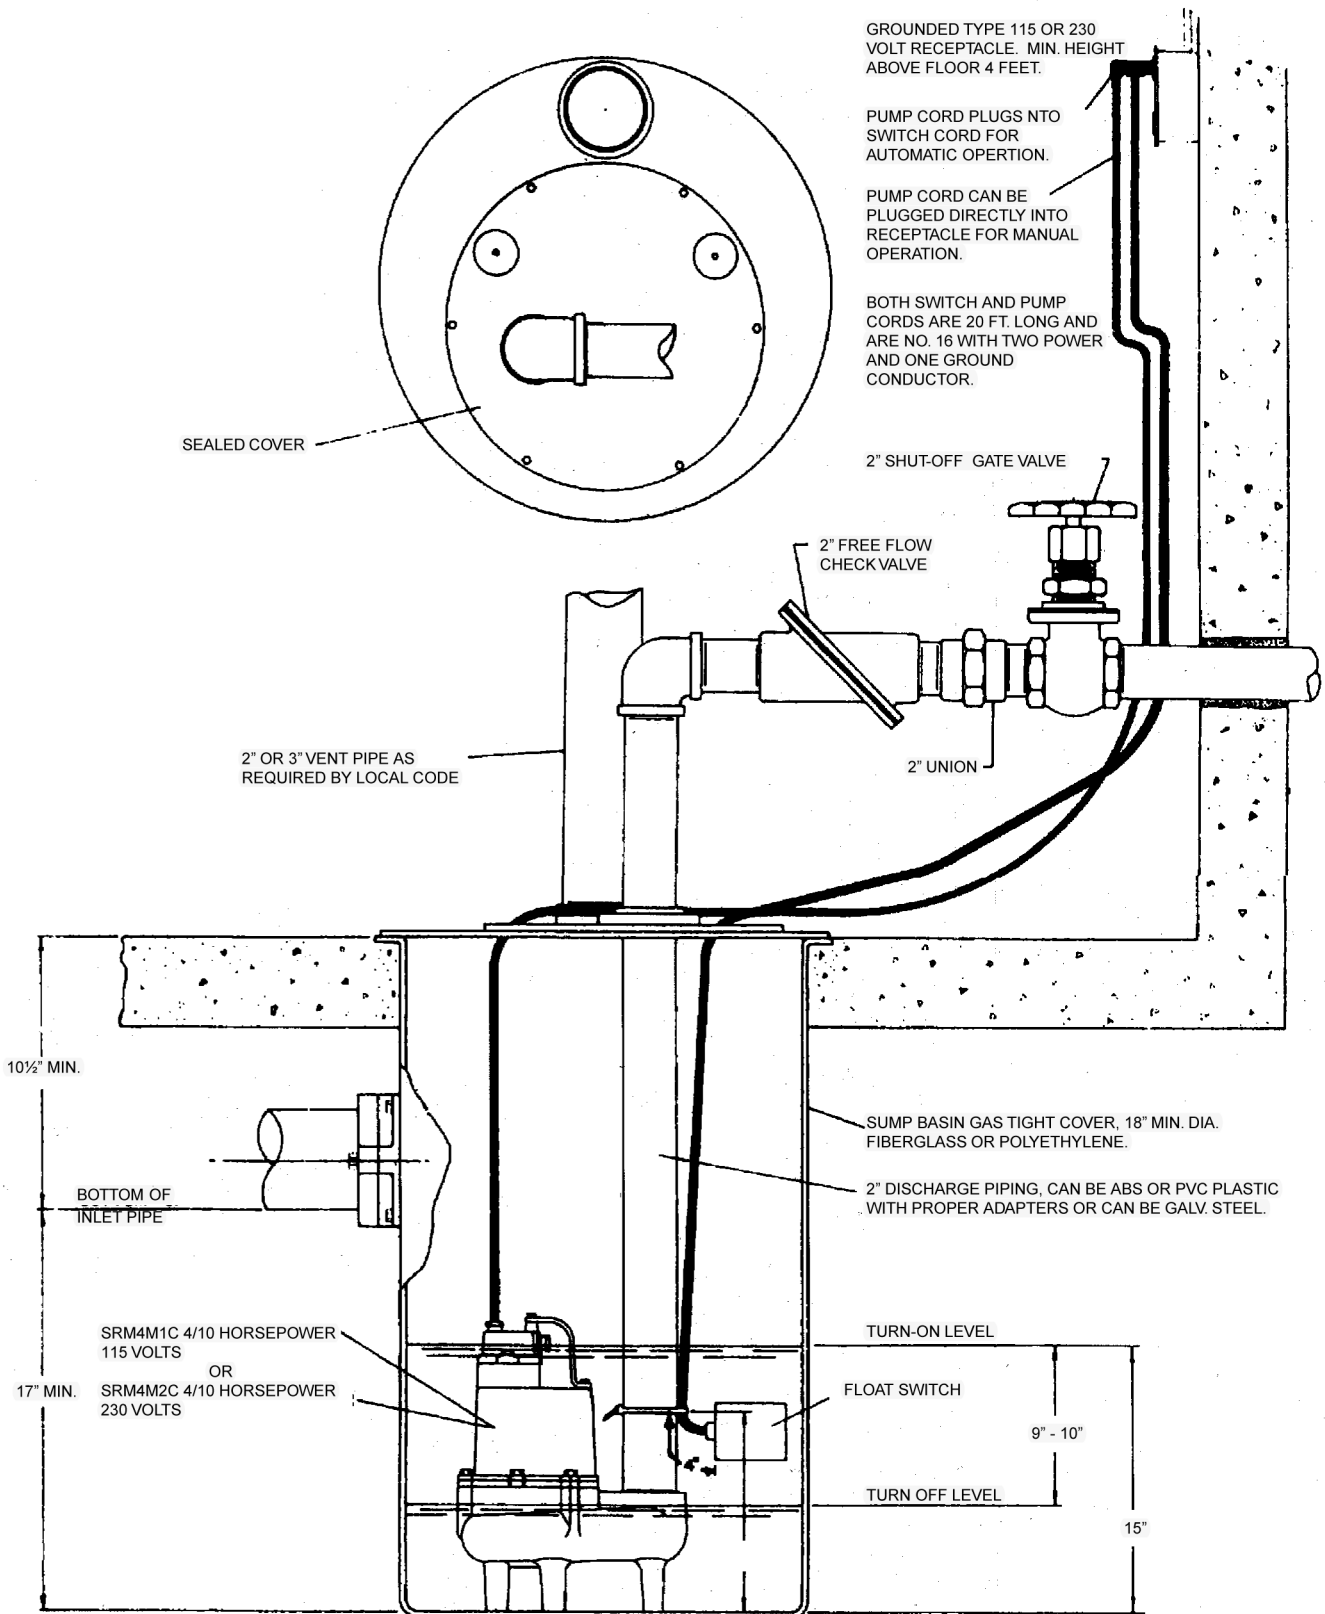 GROUNDED TYPE 115 OR 230
VOLT RECEPTACLE. MIN. HEIGHT
ABOVE FLOOR 4 FEET.
PUMP CORD PLUGS NTO
SWITCH CORD FOR
AUTOMATIC OPERTION.
PUMP CORD CAN BE
PLUGGED DIRECTLY INTO
RECEPTACLE FOR MANUAL
OPERATION.
BOTH SWITCH AND PUMP
CORDS ARE 20 FT. LONG AND
ARE NO. 16 WITH TWO POWER
AND ONE GROUND
CONDUCTOR.
SEALED COVER
2” SHUT-OFF GATE VALVE
2” FREE FLOW
CHECK VALVE
2” OR 3” VENT PIPE AS
REQUIRED BY LOCAL CODE
2” UNION
10½” MIN.
SUMP BASIN GAS TIGHT COVER, 18” MIN. DIA.
FIBERGLASS OR POLYETHYLENE.
2” DISCHARGE PIPING, CAN BE ABS OR PVC PLASTIC
WITH PROPER ADAPTERS OR CAN BE GALV. STEEL.
BOTTOM OF
INLET PIPE
SRM4M1C 4/10 HORSEPOWER
115 VOLTS
OR
SRM4M2C 4/10 HORSEPOWER
230 VOLTS
17” MIN.
TURN-ON LEVEL
FLOAT SWITCH
9” - 10”
4"
TURN OFF LEVEL
15”